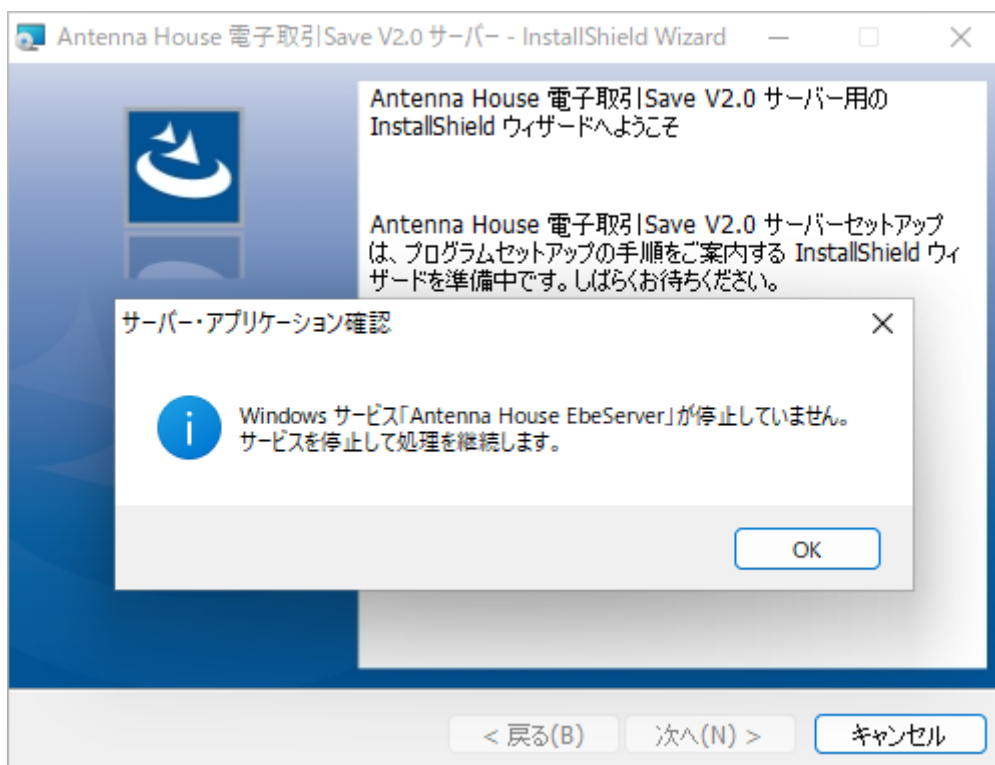 Antenna House 電子取引Save V2.0 サーバー - InstallShield Wizard
Antenna House 電子取引Save V2.0 サーバー用の
InstallShield ウィザードへようこそ
Antenna House 電子取引Save V2.0 サーバーセットアップ
は、プログラムセットアップの手順をご案内する InstallShield ウィ
ザードを準備中です。しばらくお待ちください。
サーバー・アプリケーション確認
Windows サービス「Antenna House EbeServer」が停止していません。
サービスを停止して処理を継続します。
OK
< 戻る(B)
次へ(N) >
キャンセル